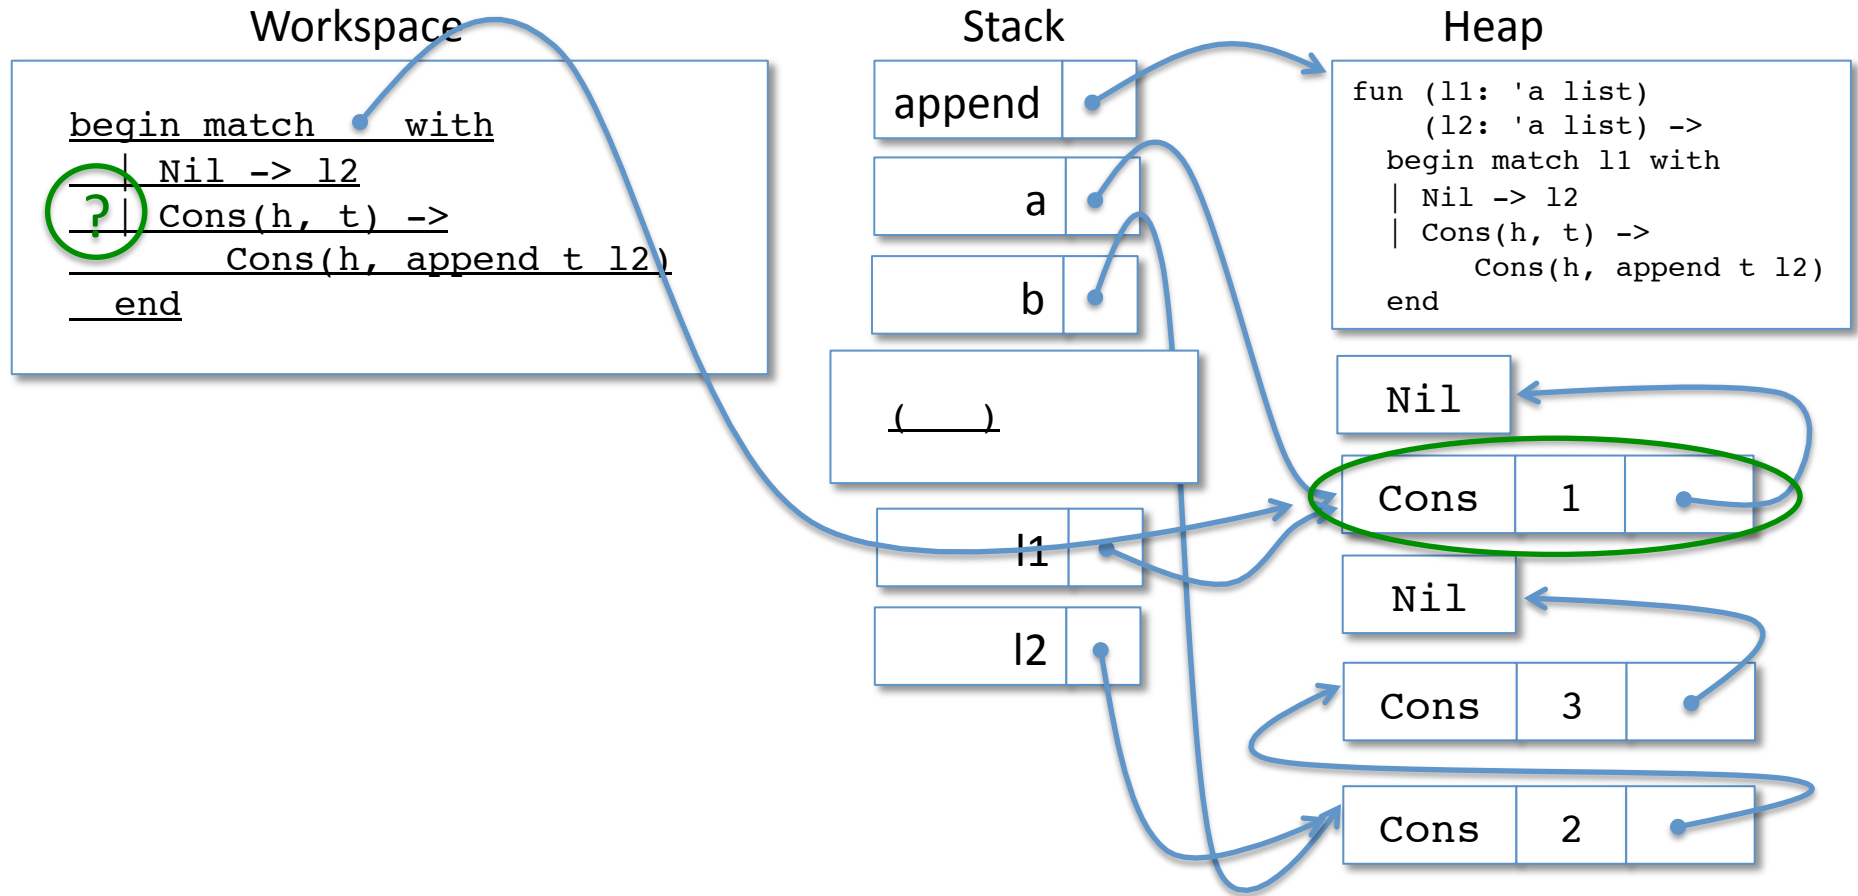 Workspace
Stack
Heap
begin match with
| Nil -> l2
? | Cons(h, t) ->
Cons(h, append t l2)
end
append
a
b
( )
l1
l2
fun (l1: 'a list)
(l2: 'a list) ->
begin match l1 with
| Nil -> l2
| Cons(h, t) ->
Cons(h, append t l2)
end
Nil
Cons 1
Nil
Cons 3
Cons 2